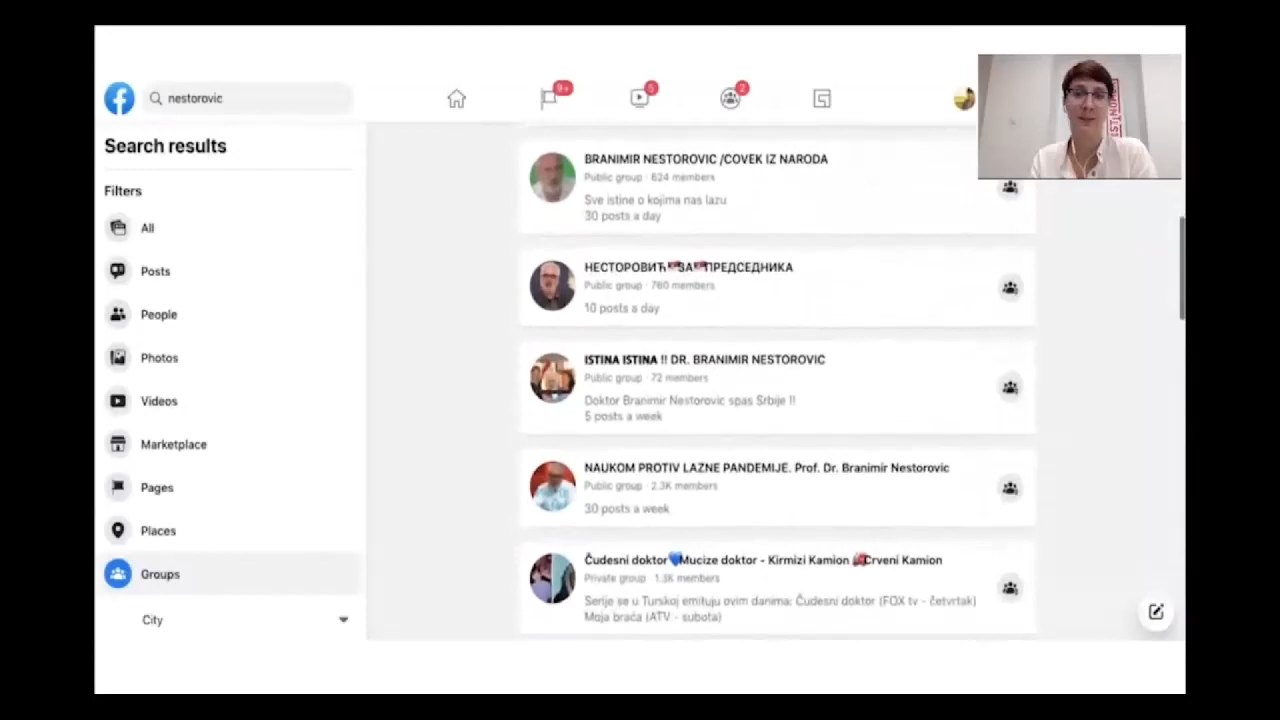 nestorovic
9+
5
2
Search results
Filters
All
Posts
People
Photos
Videos
Marketplace
Pages
Places
Groups
City
BRANIMIR NESTOROVIC /COVEK IZ NARODA
Public group · 624 members
Sve istine o kojima nas lazu
30 posts a day
НЕСТОРОВИЋ ЗА ПРЕДСЕДНИКА
Public group · 760 members
10 posts a day
ISTINA ISTINA !! DR. BRANIMIR NESTOROVIC
Public group · 72 members
Doktor Branimir Nestorovic spas Srbije !!
5 posts a week
NAUKOM PROTIV LAZNE PANDEMIJE. Prof. Dr. Branimir Nestorovic
Public group · 2.3K members
30 posts a week
Čudesni doktor💙Mucize doktor - Kirmizi Kamion Crveni Kamion
Private group · 1.3K members
Serije se u Turskoj emituju ovim danima: Čudesni doktor (FOX tv - četvrtak)
Moja braća (ATV - subota)